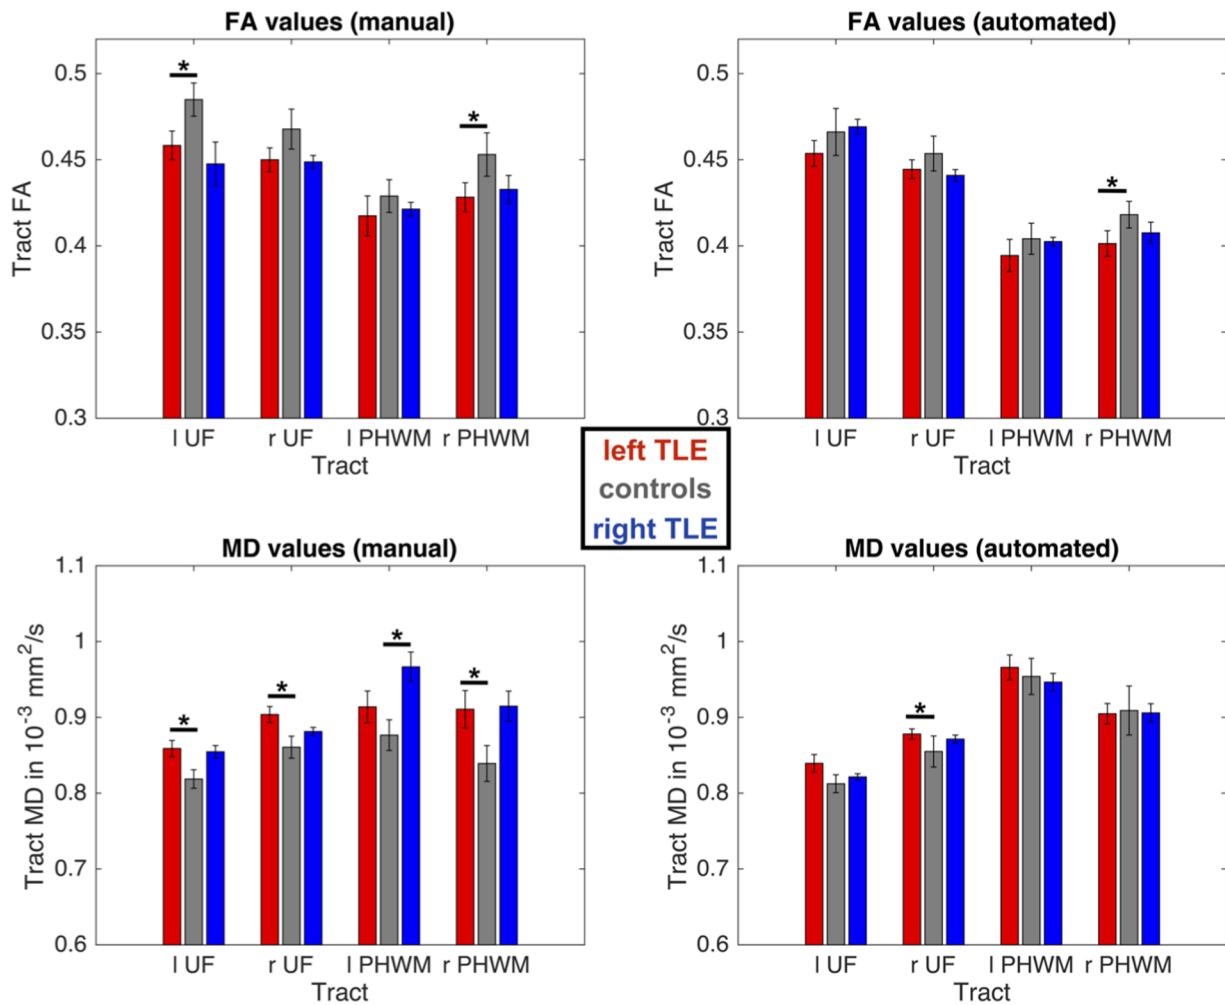 FA values (manual)
0.5
0.45
0.4
0.35
0.3
Tract FA
*
*
l UF
r UF
l PHWM
r PHWM
Tract
FA values (automated)
0.5
0.45
0.4
0.35
0.3
Tract FA
*
l UF
r UF
l PHWM
r PHWM
Tract
left TLE
controls
right TLE
MD values (manual)
1.1
1
0.9
0.8
0.7
0.6
Tract MD in 10⁻³ mm²/s
*
*
*
*
l UF
r UF
l PHWM
r PHWM
Tract
MD values (automated)
1.1
1
0.9
0.8
0.7
0.6
Tract MD in 10⁻³ mm²/s
*
l UF
r UF
l PHWM
r PHWM
Tract